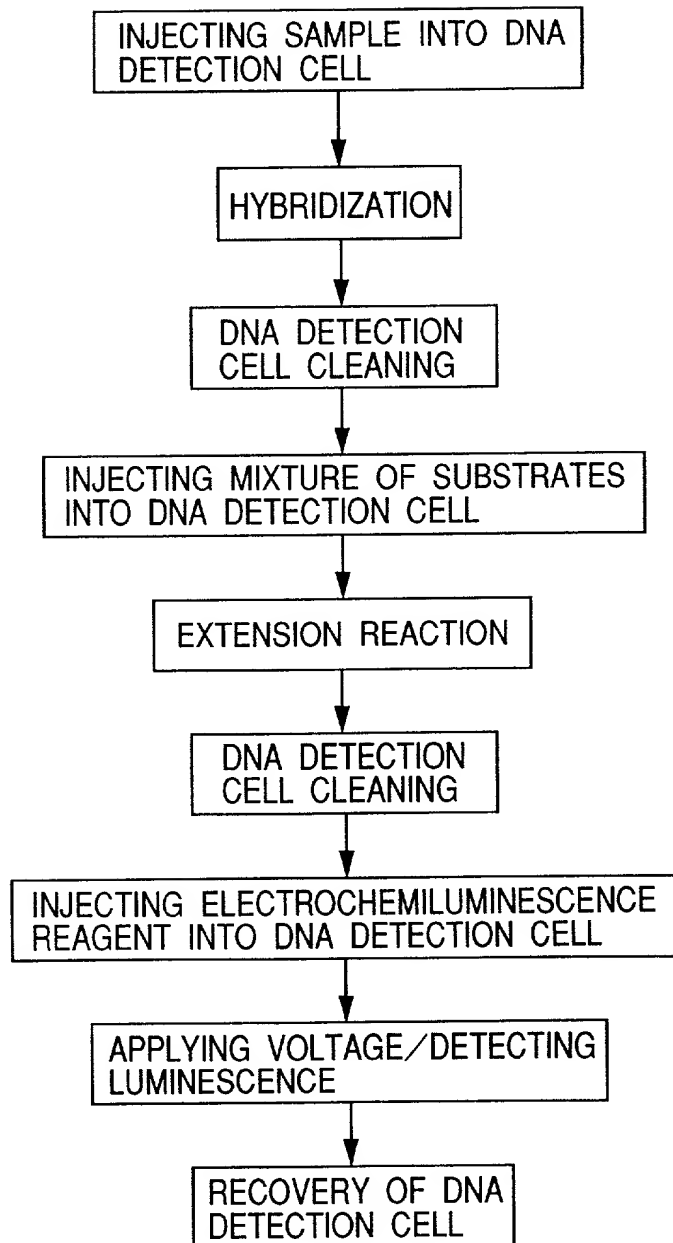 INJECTING SAMPLE INTO DNA
DETECTION CELL
HYBRIDIZATION
DNA DETECTION
CELL CLEANING
INJECTING MIXTURE OF SUBSTRATES
INTO DNA DETECTION CELL
EXTENSION REACTION
DNA DETECTION
CELL CLEANING
INJECTING ELECTROCHEMILUMINESCENCE
REAGENT INTO DNA DETECTION CELL
APPLYING VOLTAGE/DETECTING
LUMINESCENCE
RECOVERY OF DNA
DETECTION CELL